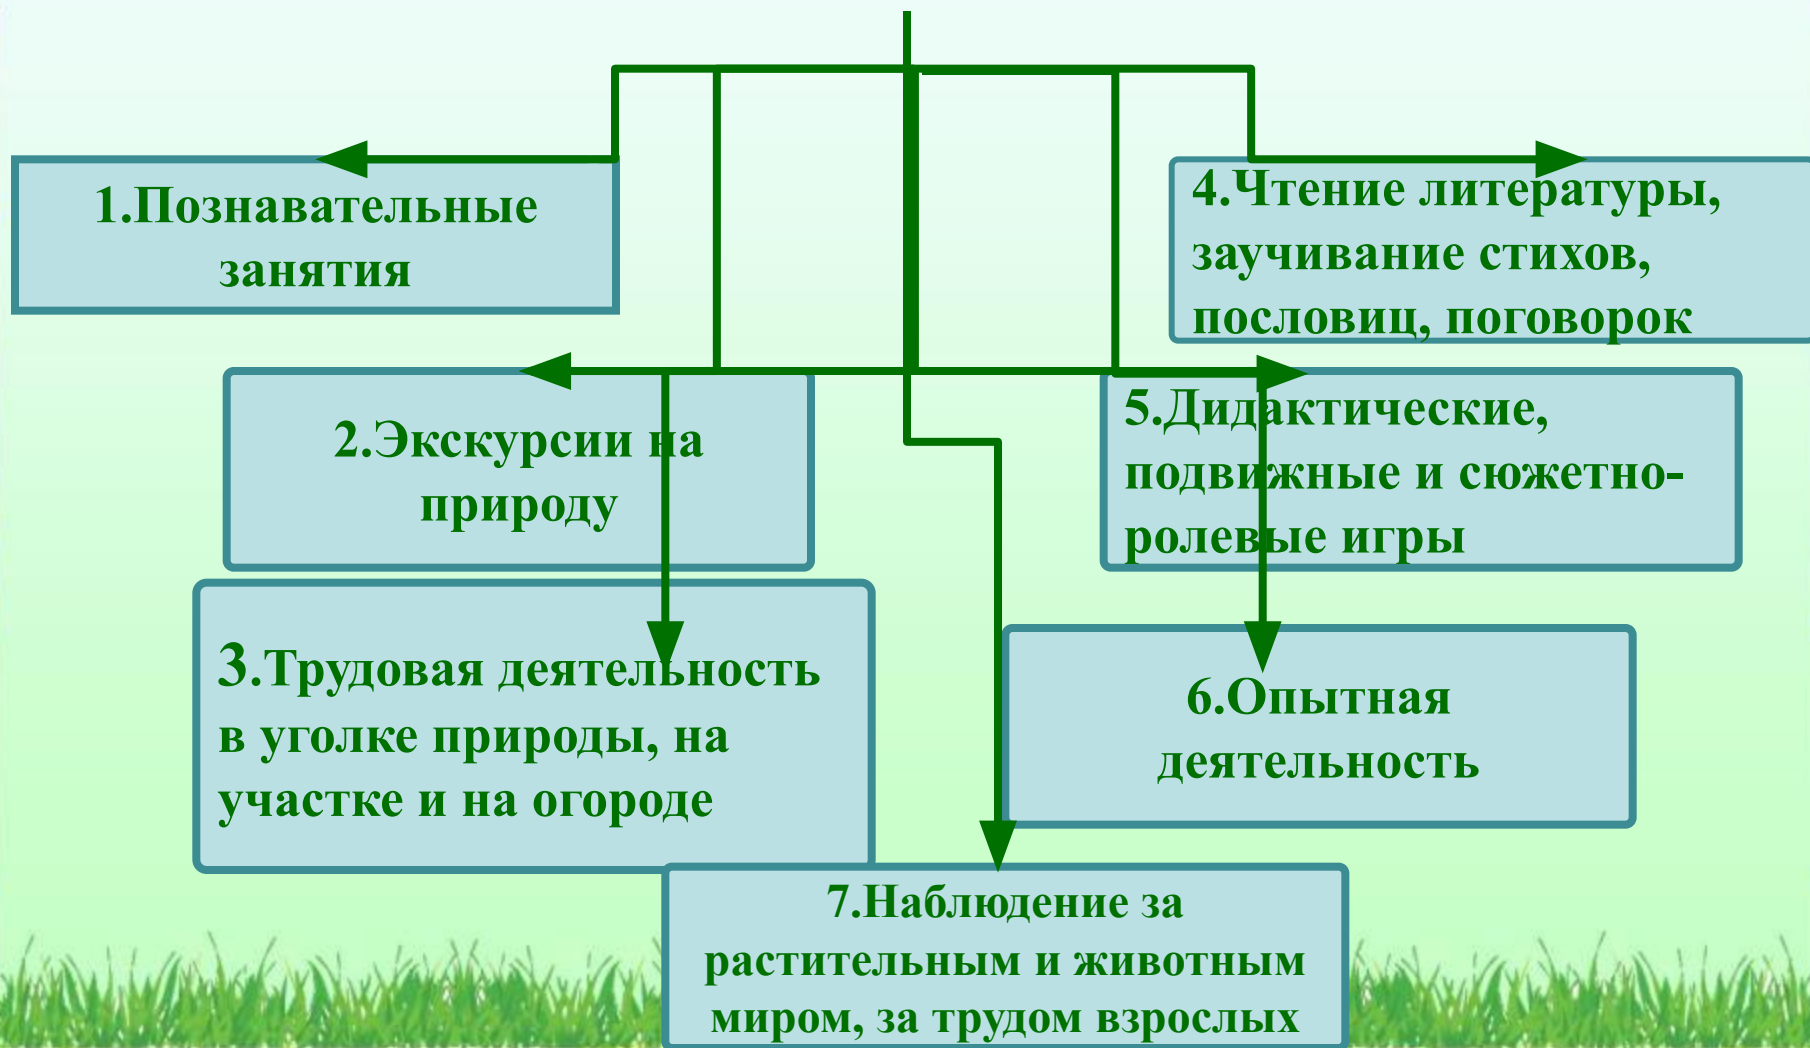 1.Познавательные
занятия
2.Экскурсии на
природу
3.Трудовая деятельность
в уголке природы, на
участке и на огороде
4.Чтение литературы,
заучивание стихов,
пословиц, поговорок
5.Дидактические,
подвижные и сюжетно-
ролевые игры
6.Опытная
деятельность
7.Наблюдение за
растительным и животным
миром, за трудом взрослых